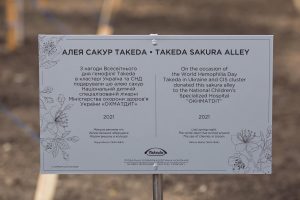 АЛЕЯ САКУР TAKEDA • TAKEDA SAKURA ALLEY
З нагоди Всесвітнього
дня гемофілії Takeda
в кластері Україна та СНД
подарували цю алею сакур
Національній дитячій
спеціалізованій лікарні
Міністерства охорони здоров'я
України «ОХМАТДИТ»
2021
On the occasion of
the World Hemophilia Day
Takeda in Ukraine and CIS cluster
donated this sakura alley
to the National Children's
Specialized Hospital
"OKHMATDIT"
2021
Takeda